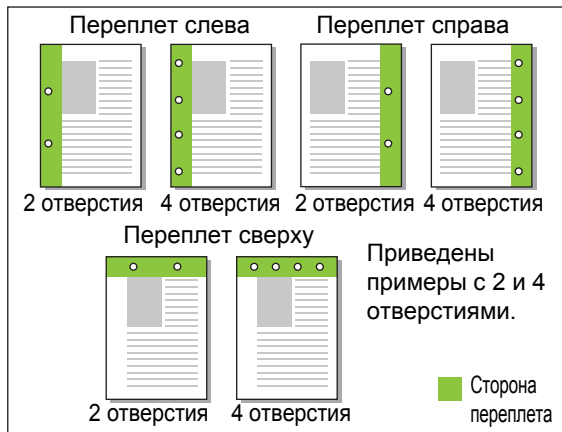 Переплет слева
Переплет справа
2 отверстия
4 отверстия
2 отверстия
4 отверстия
Переплет сверху
2 отверстия
4 отверстия
Приведены
примеры с 2 и 4
отверстиями.
Сторона
переплета